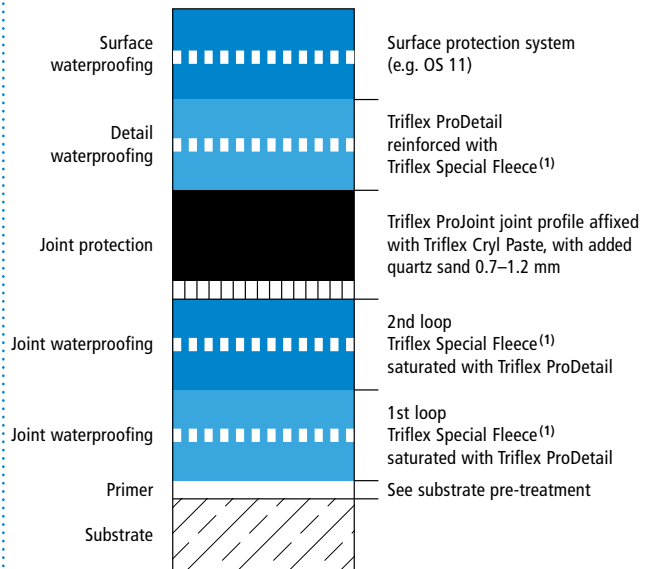 Surface
waterproofing
Surface protection system
(e.g. OS 11)
Detail
waterproofing
Triflex ProDetail
reinforced with
Triflex Special Fleece(1)
Joint protection
Triflex ProJoint joint profile affixed
with Triflex Cryl Paste, with added
quartz sand 0.7–1.2 mm
Joint waterproofing
2nd loop
Triflex Special Fleece(1)
saturated with Triflex ProDetail
Joint waterproofing
1st loop
Triflex Special Fleece(1)
saturated with Triflex ProDetail
Primer
See substrate pre-treatment
Substrate